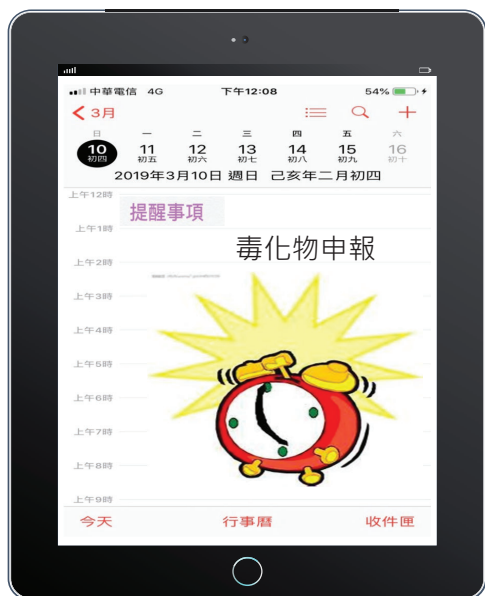 中華電信 4G 下午12:08 54%
3月
日 一 二 三 四 五 六
10 11 12 13 14 15 16
初四 初五 初六 初七 初八 初九 初十
2019年3月10日 週日 己亥年二月初四
上午12時
提醒事項
上午1時
毒化物申報
上午2時
上午3時
上午4時
上午5時
上午6時
上午7時
上午8時
上午9時
今天 行事曆 收件匣